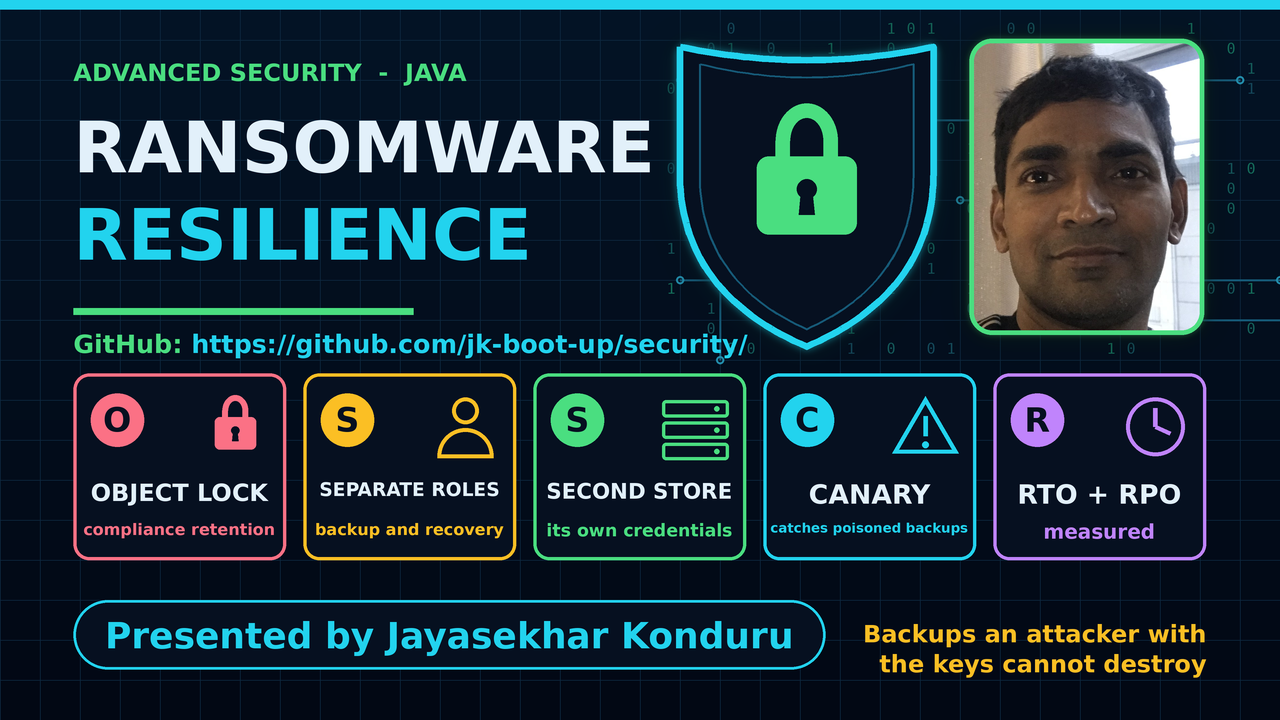 ADVANCED SECURITY - JAVA
RANSOMWARE
RESILIENCE
GitHub: https://github.com/jk-boot-up/security/
O
OBJECT LOCK
compliance retention
S
SEPARATE ROLES
backup and recovery
S
SECOND STORE
its own credentials
C
CANARY
catches poisoned backups
R
RTO + RPO
measured
Presented by Jayasekhar Konduru
Backups an attacker with
the keys cannot destroy